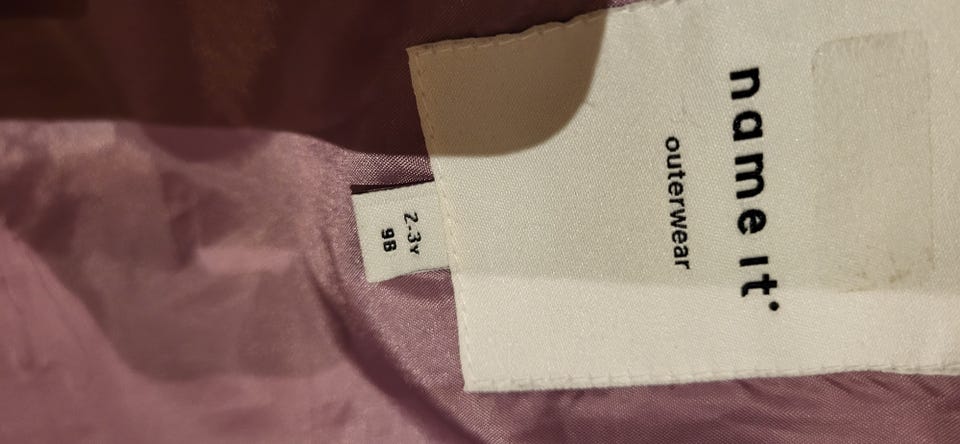 name it.
outerwear
2-3Y
98